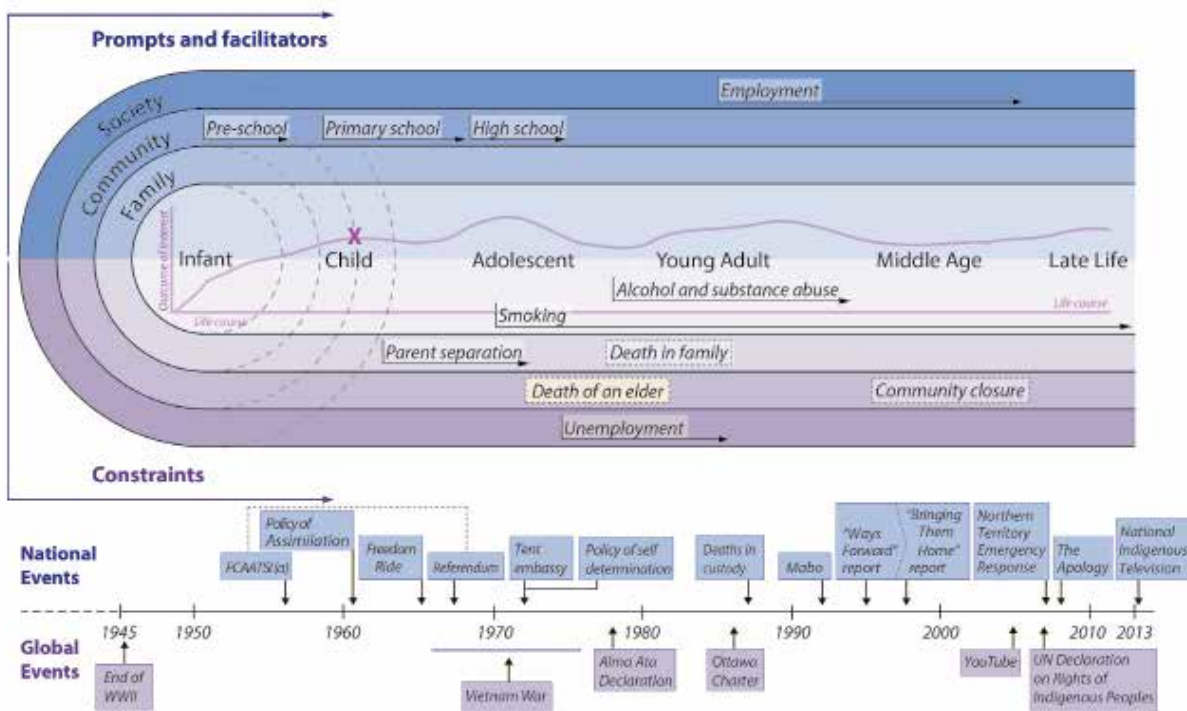 Prompts and facilitators
Society
Employment
Community
Pre-school
Primary school
High school
Family
Outcome of interest
X
Infant
Child
Adolescent
Young Adult
Middle Age
Late Life
Alcohol and substance abuse
Life course
Life course
Smoking
Parent separation
Death in family
Death of an elder
Community closure
Unemployment
Constraints
National
Events
FCAATSI(a)
Policy of
Assimilation
Freedom
Ride
Referendum
Tent
embassy
Policy of self
determination
Deaths in
custody
Mabo
"Ways
Forward"
report
"Bringing
Them
Home"
report
Northern
Territory
Emergency
Response
The
Apology
National
Indigenous
Television
1945
1950
1960
1970
1980
1990
2000
2010
2013
Global
Events
End of
WWII
Vietnam War
Alma Ata
Declaration
Ottawa
Charter
YouTube
UN Declaration
on Rights of
Indigenous Peoples